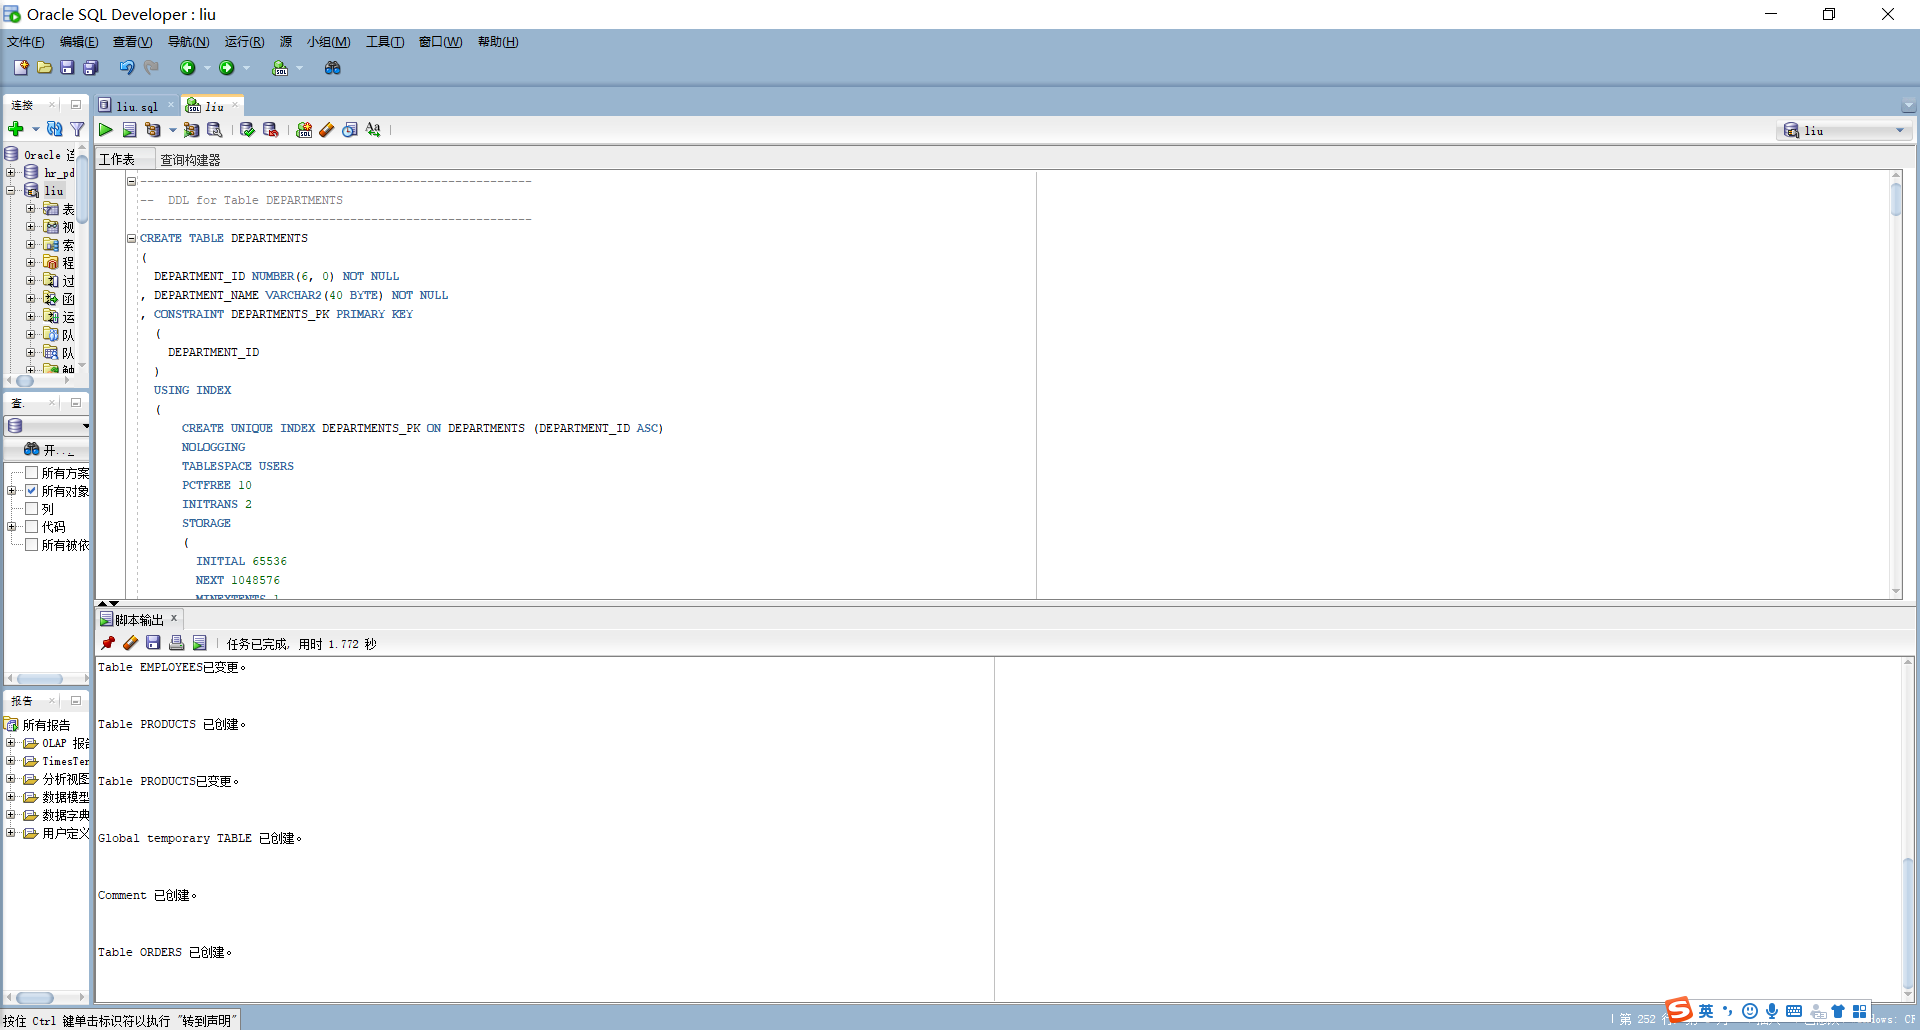 Oracle SQL Developer : liu
文件(F) 编辑(E) 查看(V) 导航(N) 运行(R) 源 小组(M) 工具(T) 窗口(W) 帮助(H)
连接
liu.sql
liu
liu
工作表
查询构建器
Oracle
hr_pd
liu
表
视
索
程
过
函
运
队
队
触
--------------------------------------------------------
-- DDL for Table DEPARTMENTS
--------------------------------------------------------
CREATE TABLE DEPARTMENTS
(
DEPARTMENT_ID NUMBER(6, 0) NOT NULL
, DEPARTMENT_NAME VARCHAR2(40 BYTE) NOT NULL
, CONSTRAINT DEPARTMENTS_PK PRIMARY KEY
(
DEPARTMENT_ID
)
USING INDEX
(
CREATE UNIQUE INDEX DEPARTMENTS_PK ON DEPARTMENTS (DEPARTMENT_ID ASC)
NOLOGGING
TABLESPACE USERS
PCTFREE 10
INITRANS 2
STORAGE
(
INITIAL 65536
NEXT 1048576
MINEXTENTS 1
查.
开..._
所有方案
所有对象
列
代码
所有被依
报告
所有报告
OLAP 报告
TimesTen
分析视图
数据模型
数据字典
用户定义
脚本输出
任务已完成, 用时 1.772 秒
Table EMPLOYEES已变更。
Table PRODUCTS 已创建。
Table PRODUCTS已变更。
Global temporary TABLE 已创建。
Comment 已创建。
Table ORDERS 已创建。
按住 Ctrl 键单击标识符以执行 "转到声明"
第 252 行
英